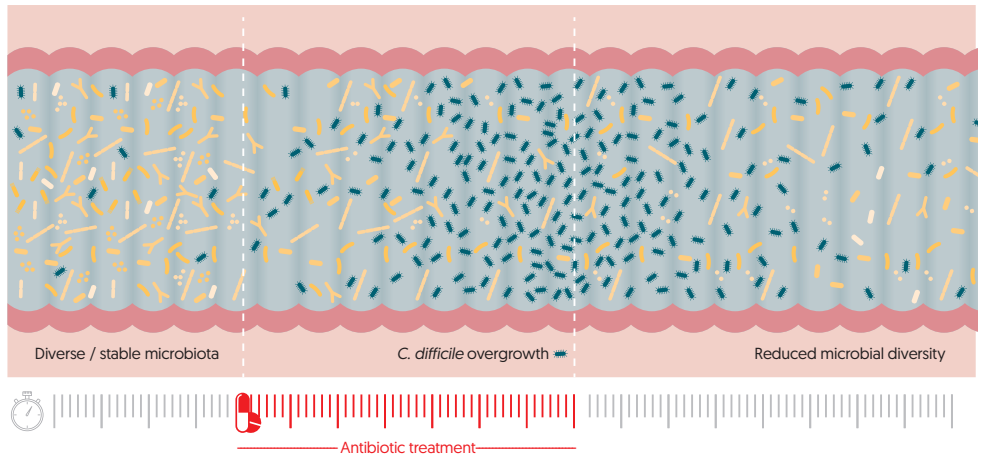 Diverse / stable microbiota
C. difficile overgrowth
Reduced microbial diversity
Antibiotic treatment